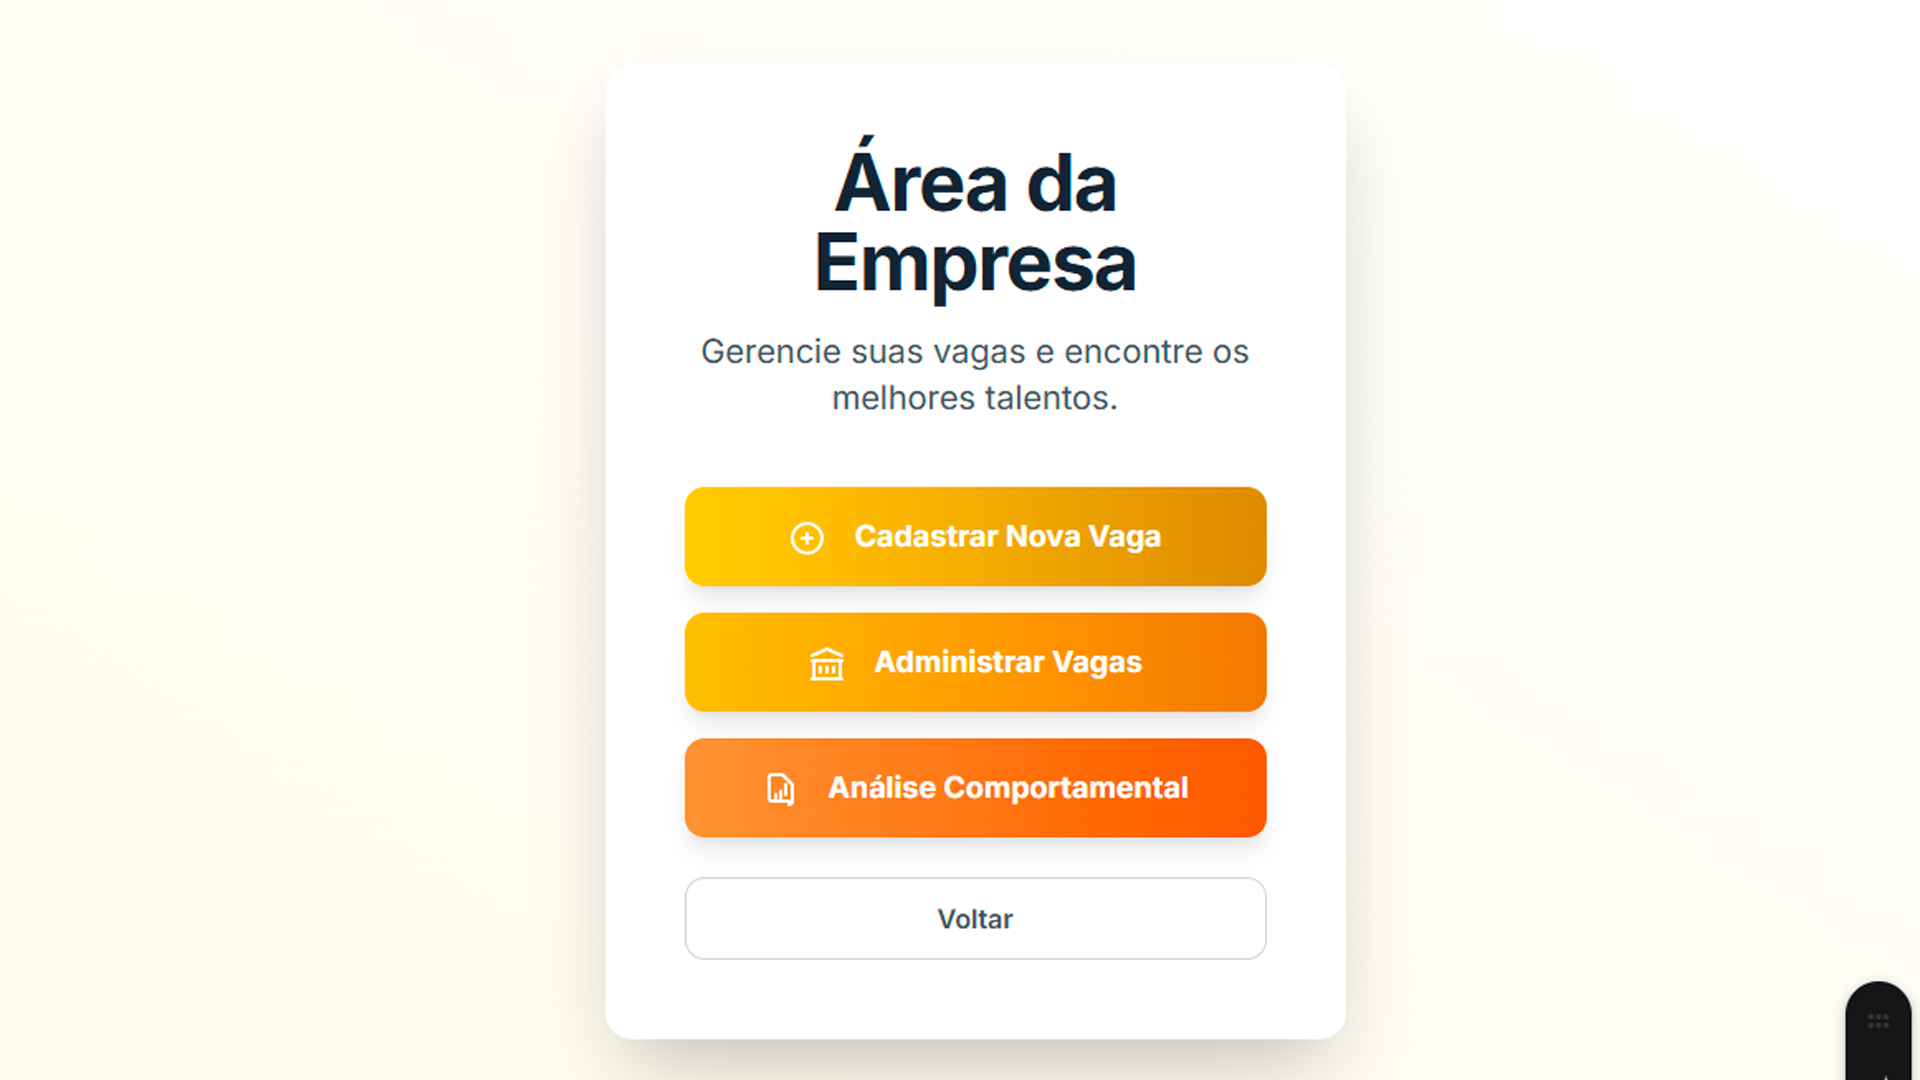 Área da
Empresa
Gerencie suas vagas e encontre os
melhores talentos.
Cadastrar Nova Vaga
Administrar Vagas
Análise Comportamental
Voltar